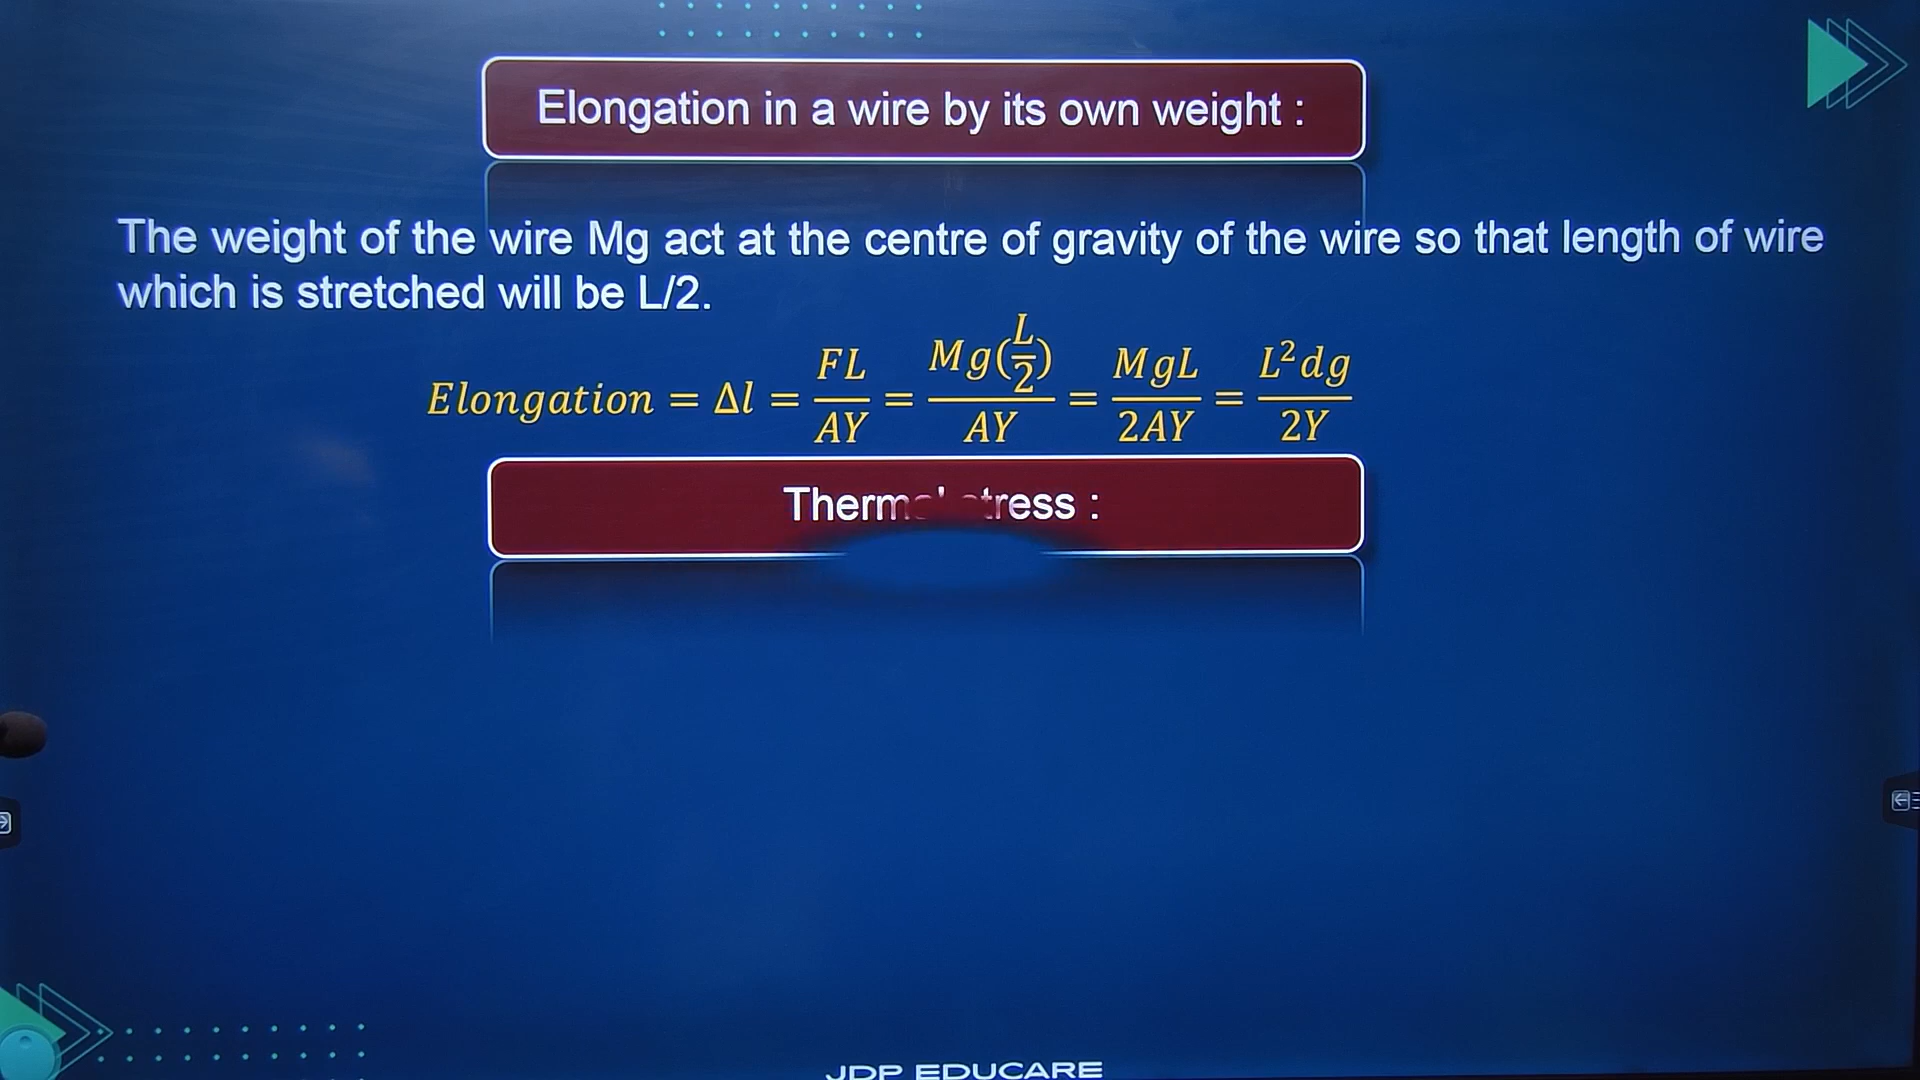 Elongation in a wire by its own weight :
The weight of the wire Mg act at the centre of gravity of the wire so that length of wire
which is stretched will be L/2.
Elongation = Δl = FL/AY = Mg(L/2)/AY = MgL/2AY = L²dg/2Y
Thermal stress :
JDP EDUCARE